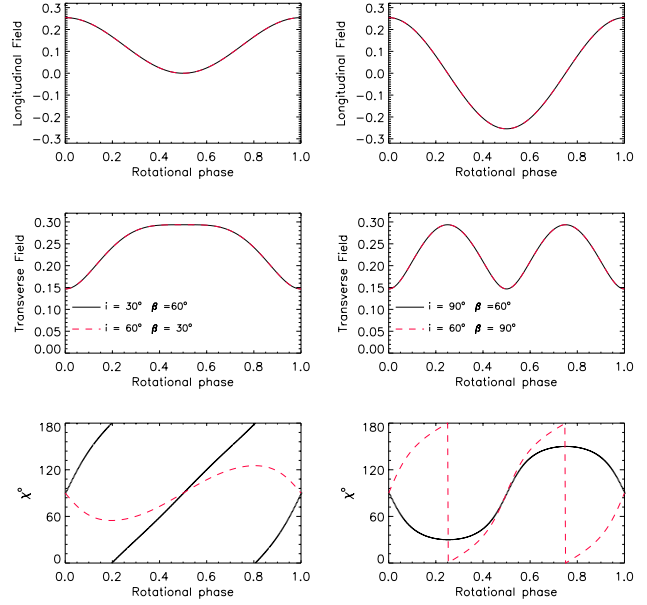 Longitudinal Field
0.3
0.2
0.1
0.0
−0.1
−0.2
−0.3
0.0 0.2 0.4 0.6 0.8 1.0
Rotational phase
Longitudinal Field
0.3
0.2
0.1
0.0
−0.1
−0.2
−0.3
0.0 0.2 0.4 0.6 0.8 1.0
Rotational phase
Transverse Field
0.30
0.25
0.20
0.15
0.10
0.05
0.00
i = 30° β =60°
i = 60° β = 30°
0.0 0.2 0.4 0.6 0.8 1.0
Rotational phase
Transverse Field
0.30
0.25
0.20
0.15
0.10
0.05
0.00
i = 90° β =60°
i = 60° β = 90°
0.0 0.2 0.4 0.6 0.8 1.0
Rotational phase
χ°
180
120
60
0
0.0 0.2 0.4 0.6 0.8 1.0
Rotational phase
χ°
180
120
60
0
0.0 0.2 0.4 0.6 0.8 1.0
Rotational phase